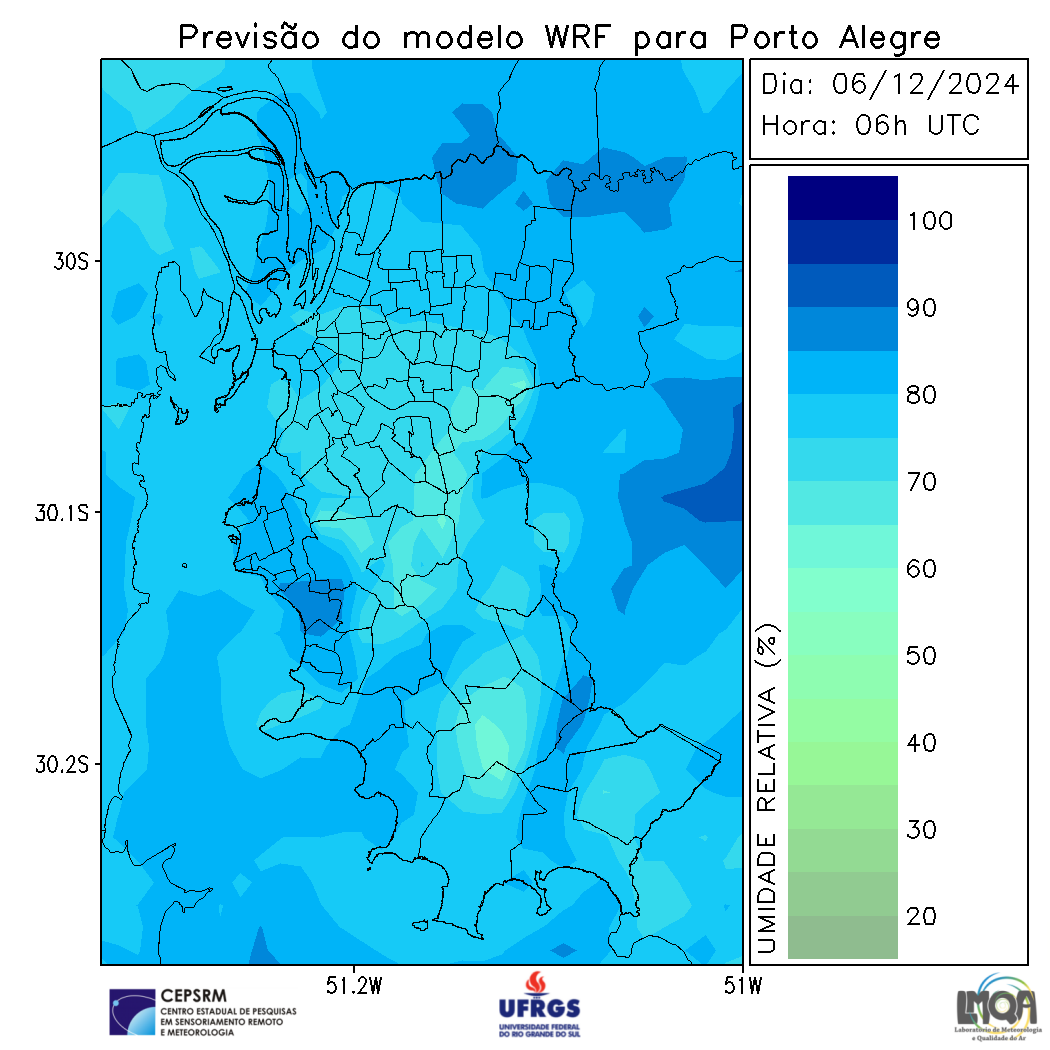 Previsão do modelo WRF para Porto Alegre
Dia: 06/12/2024
Hora: 06h UTC
100
90
80
70
60
50
40
30
20
UMIDADE RELATIVA (%)
30S
30.1S
30.2S
51.2W
51W
CEPSRM
CENTRO ESTADUAL DE PESQUISAS
EM SENSORIAMENTO REMOTO
E METEOROLOGIA
UFRGS
UNIVERSIDADE FEDERAL
DO RIO GRANDE DO SUL
LMQA
Laboratório de Meteorologia
e Qualidade do Ar